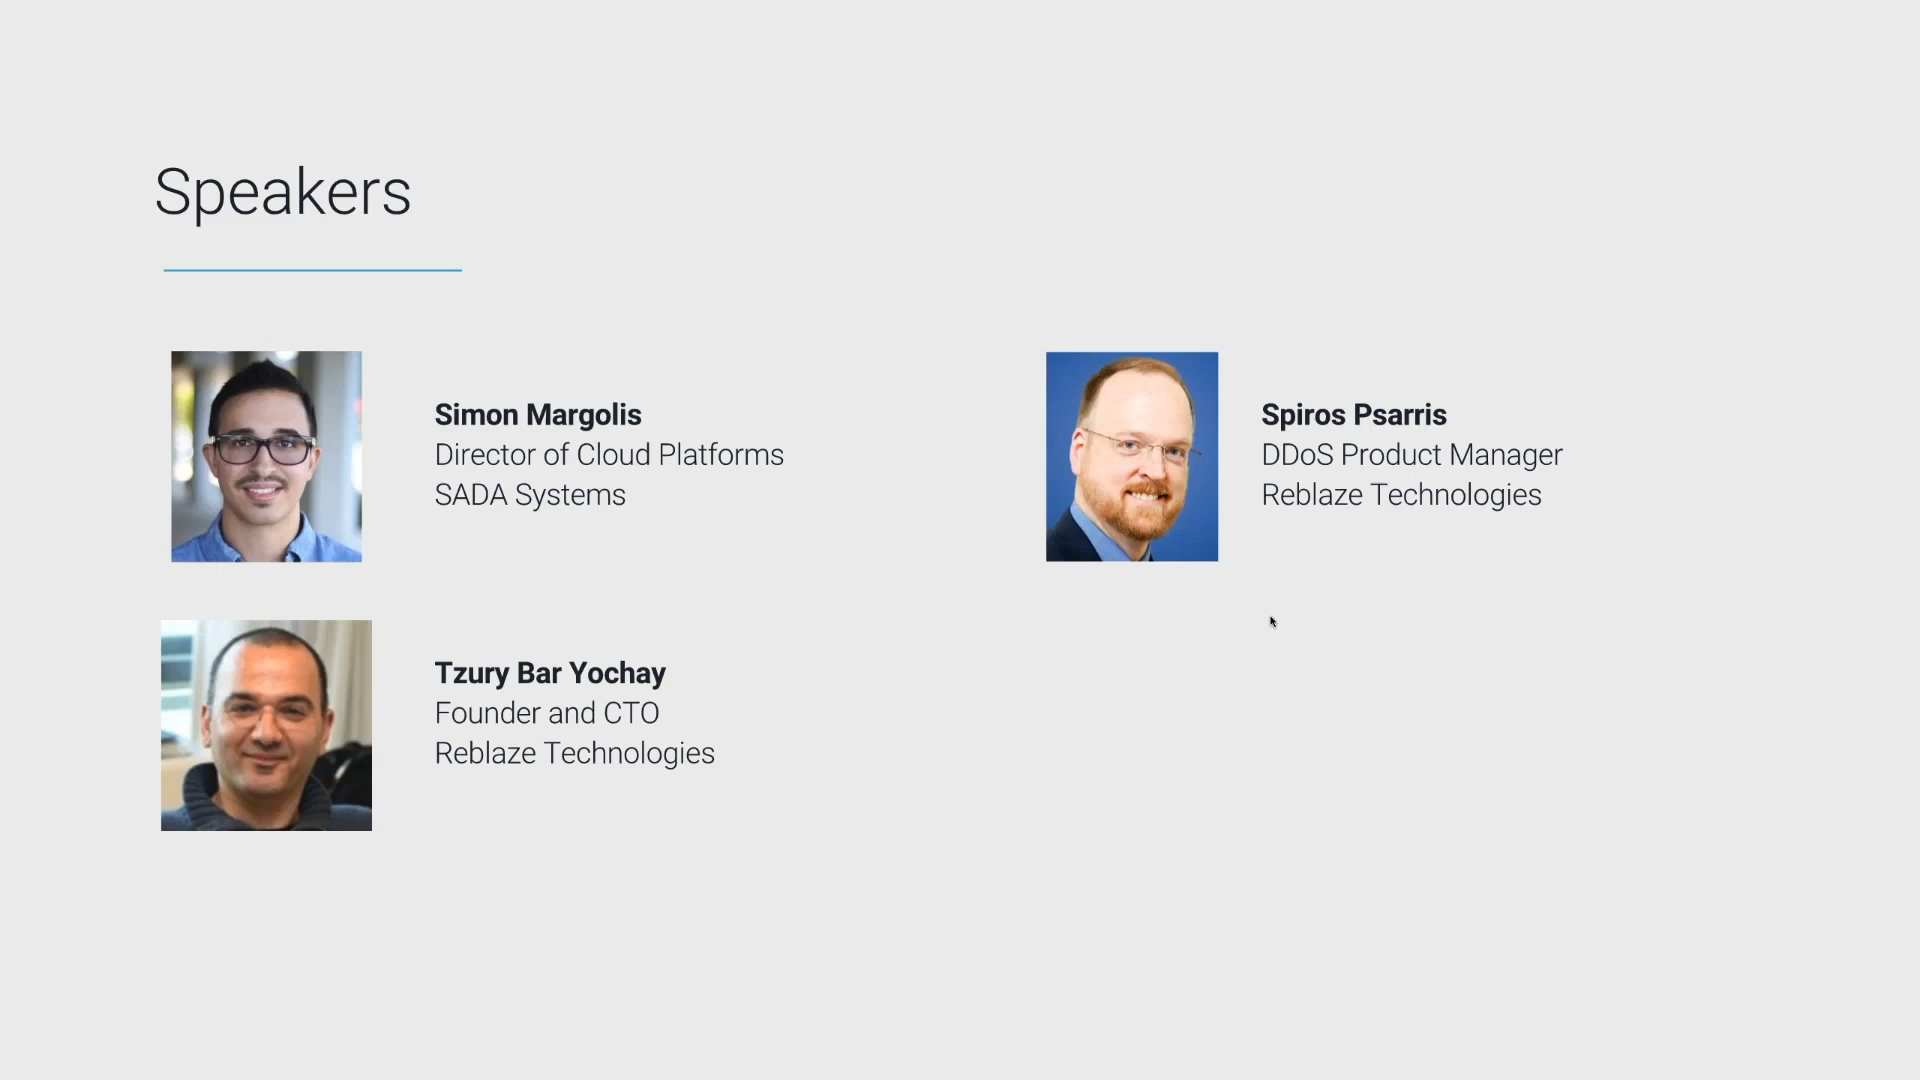 Speakers
Simon Margolis
Director of Cloud Platforms
SADA Systems
Spiros Psarris
DDoS Product Manager
Reblaze Technologies
Tzury Bar Yochay
Founder and CTO
Reblaze Technologies